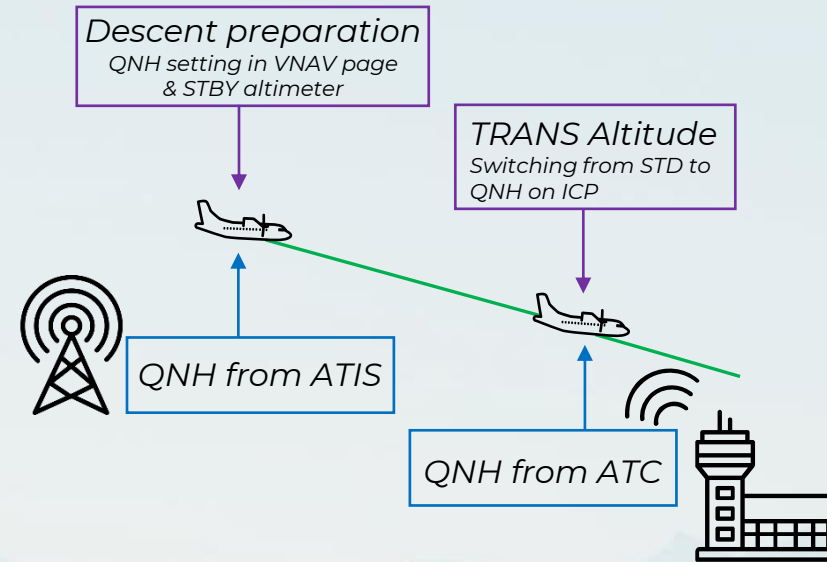 Descent preparation
QNH setting in VNAV page
& STBY altimeter
TRANS Altitude
Switching from STD to
QNH on ICP
QNH from ATIS
QNH from ATC